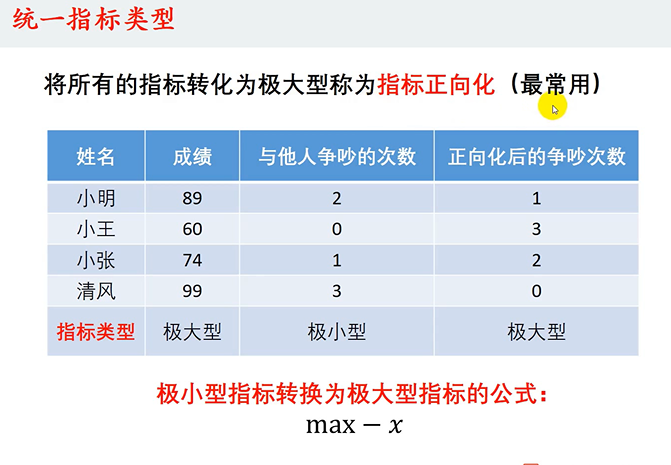 统一指标类型
将所有的指标转化为极大型称为指标正向化（最常用）
姓名 成绩 与他人争吵的次数 正向化后的争吵次数
小明 89 2 1
小王 60 0 3
小张 74 1 2
清风 99 3 0
指标类型 极大型 极小型 极大型
极小型指标转换为极大型指标的公式：
max − x